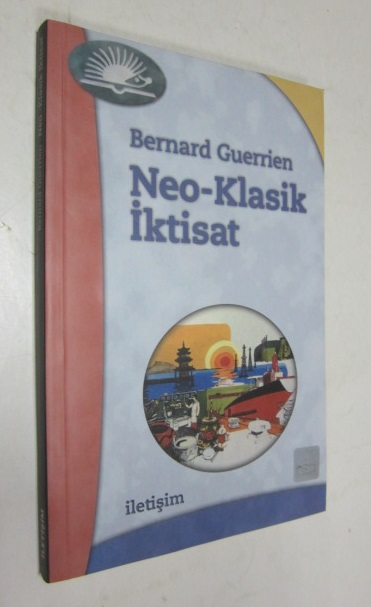 Bernard Guerrien
Neo-Klasik
İktisat
iletişim